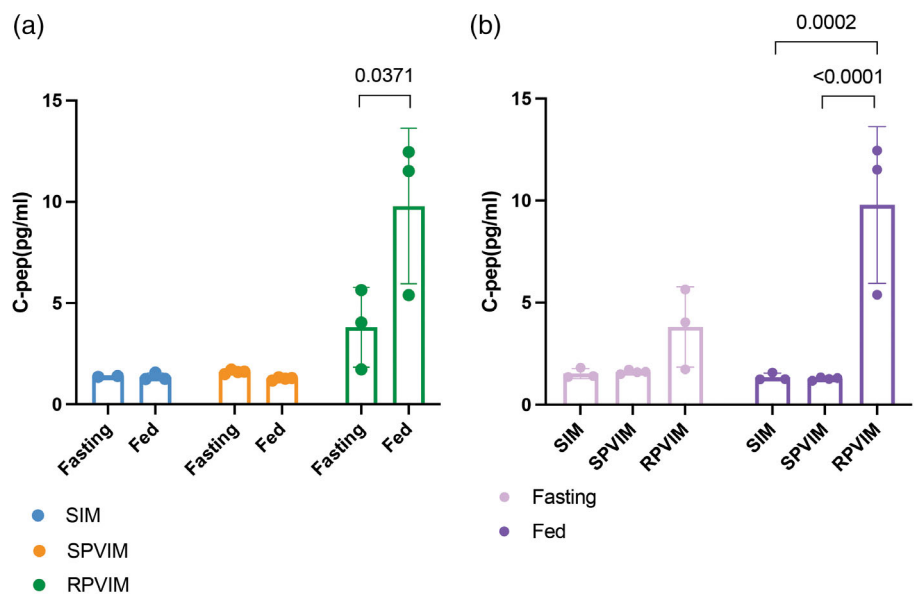 (a)
0.0371
15
10
5
0
C-pep(pg/ml)
Fasting
Fed
Fasting
Fed
Fasting
Fed
SIM
SPVIM
RPVIM
(b)
0.0002
<0.0001
15
10
5
0
C-pep(pg/ml)
SIM
SPVIM
RPVIM
SIM
SPVIM
RPVIM
Fasting
Fed